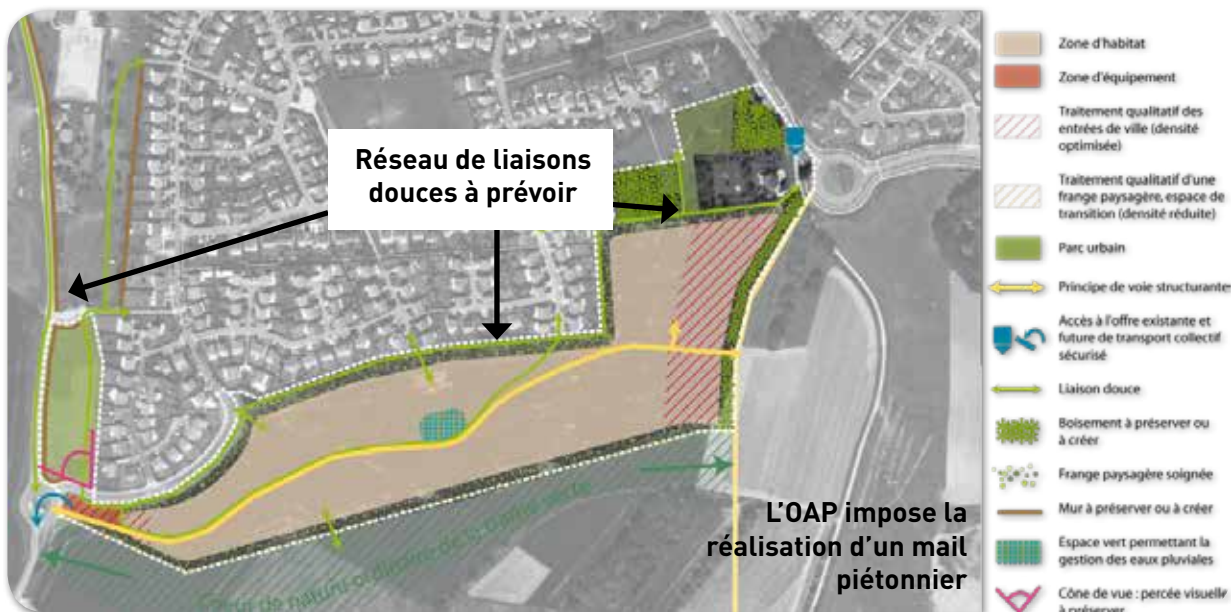 Réseau de liaisons
douces à prévoir
L'OAP impose la
réalisation d'un mail
piétonnier
Zone d'habitat
Zone d'équipement
Traitement qualitatif des
entrées de ville (densité
optimisée)
Traitement qualitatif d'une
frange paysagère, espace de
transition (densité réduite)
Parc urbain
Principe de voie structurante
Accès à l'offre existante et
future de transport collectif
sécurisé
Liaison douce
Boisement à préserver ou
à créer
Frange paysagère soignée
Mur à préserver ou à créer
Espace vert permettant la
gestion des eaux pluviales
Cône de vue : percée visuelle
à préserver